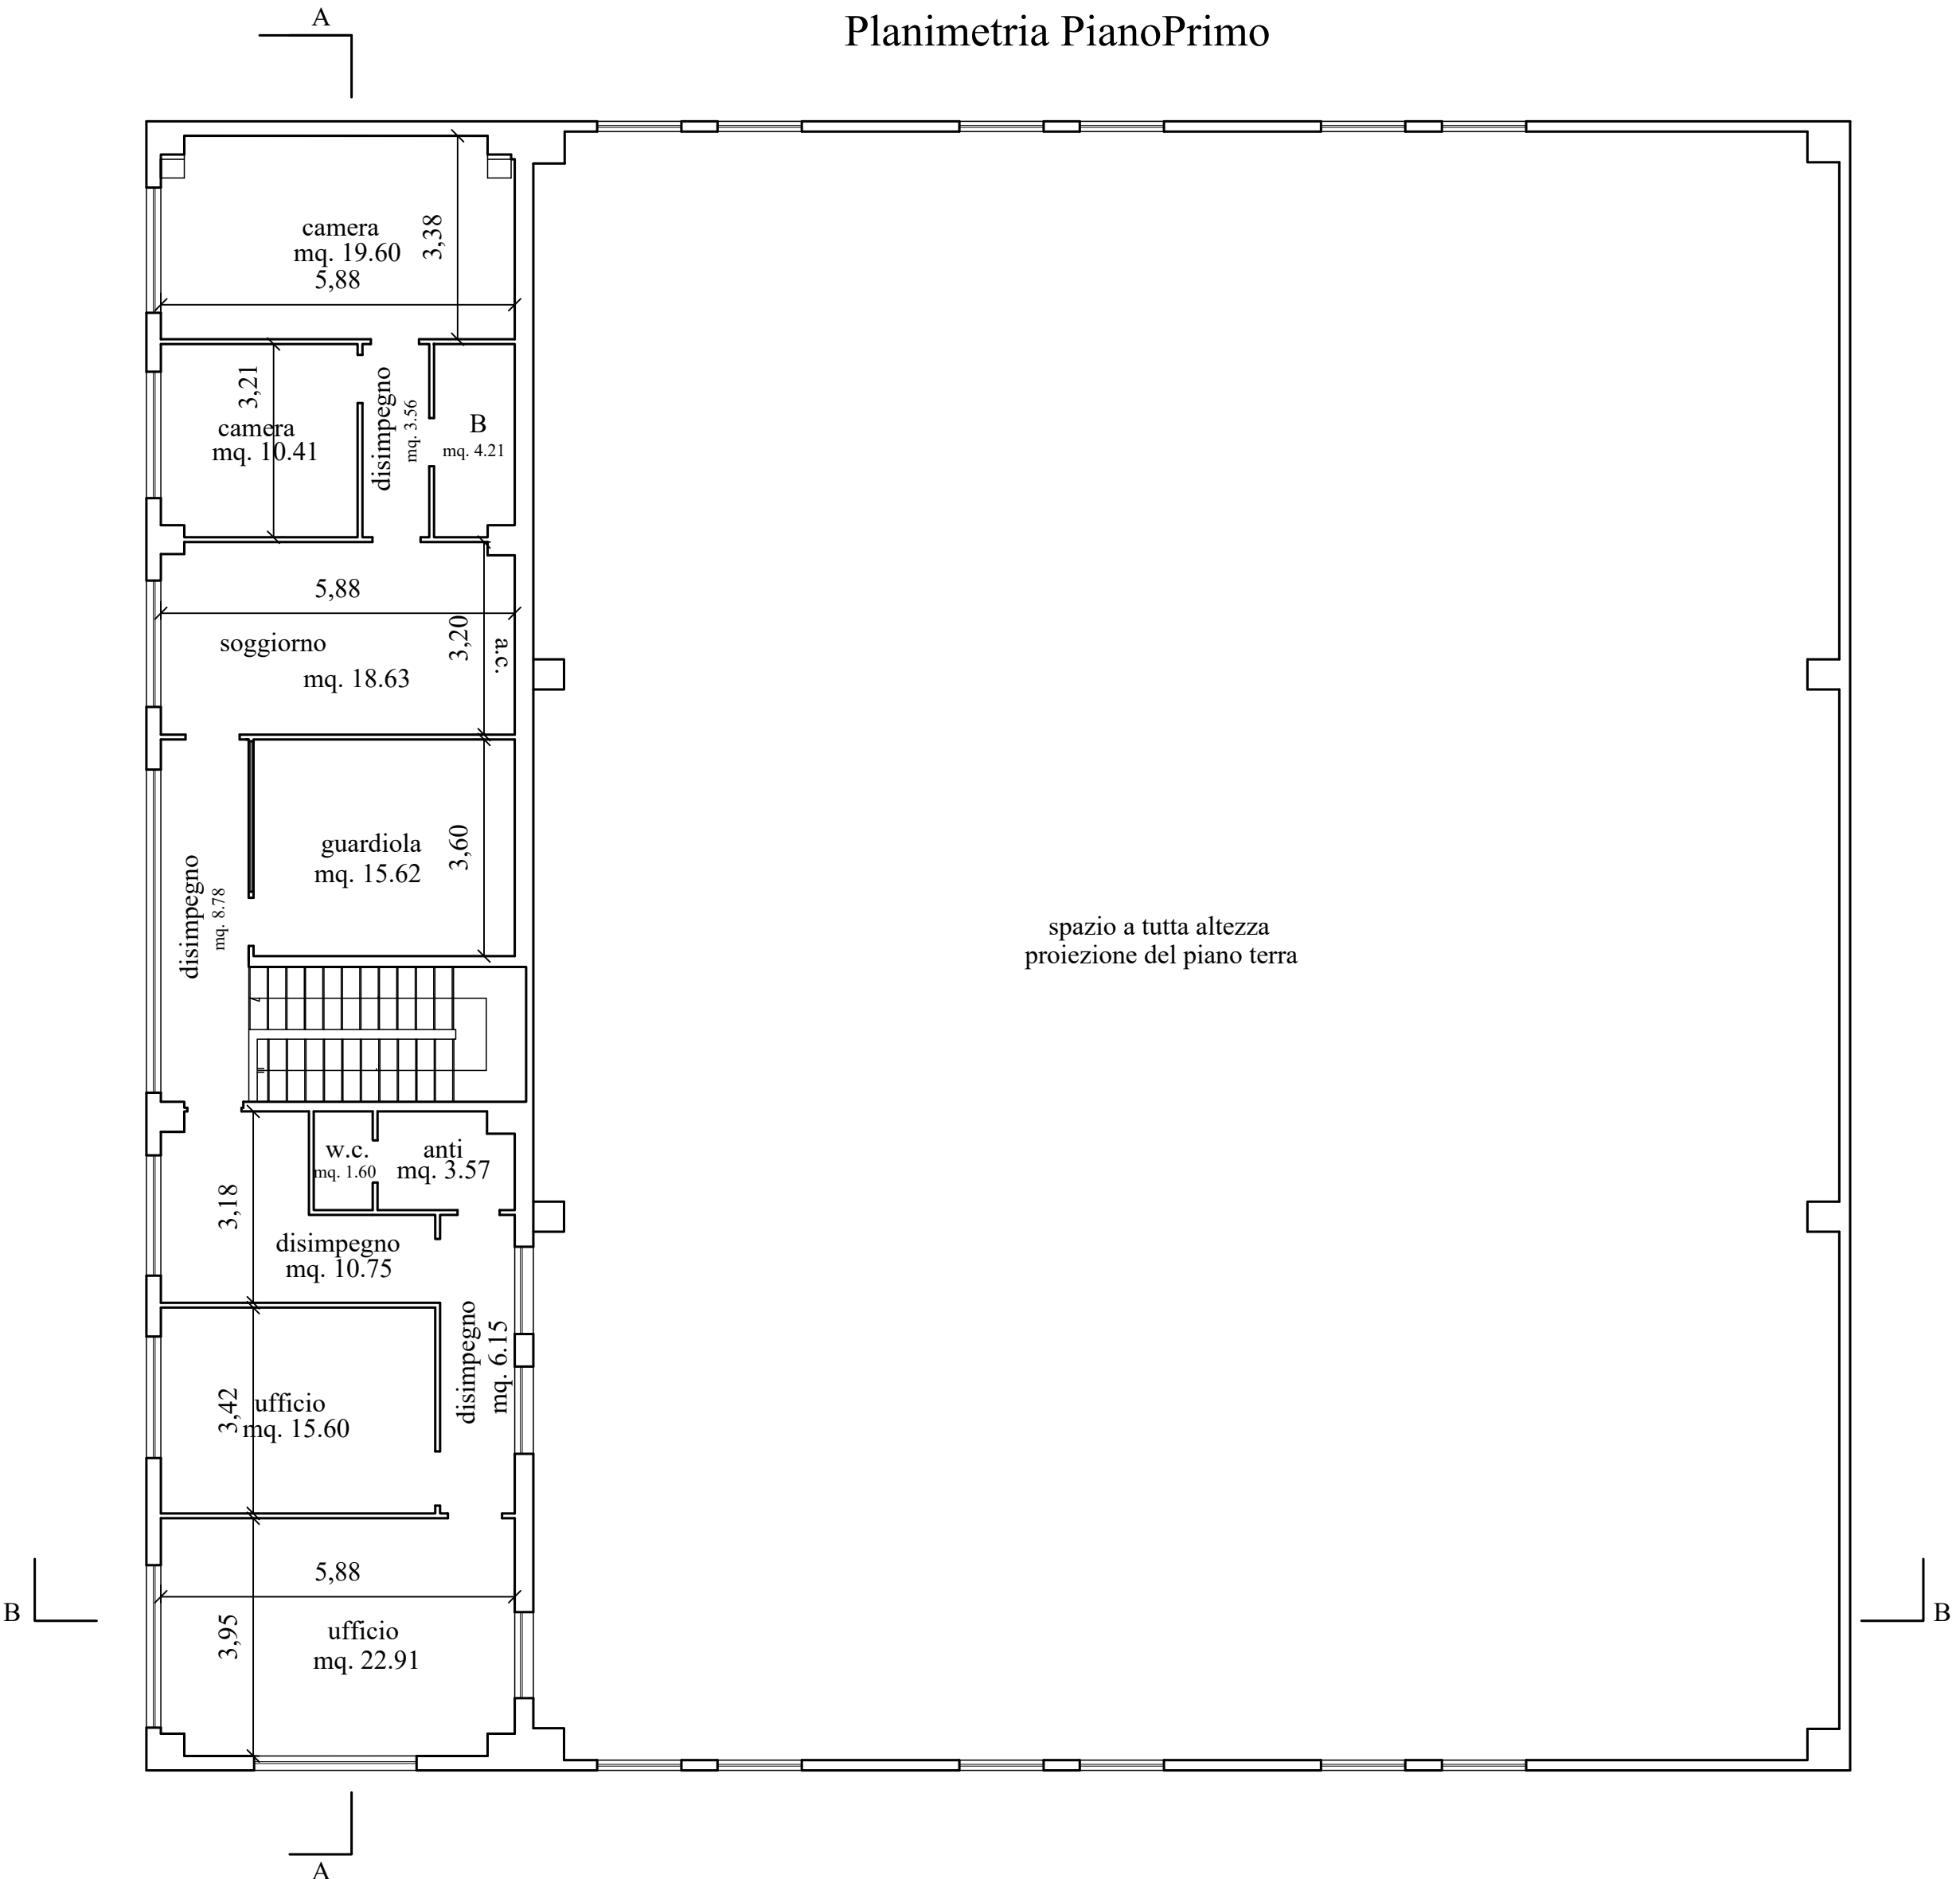 A
Planimetria PianoPrimo
camera
mq. 19.60
5,88
3,38
3,21
camera
mq. 10.41
disimpegno
mq. 3.56
B
mq. 4.21
5,88
soggiorno
mq. 18.63
3,20
a.c.
guardiola
mq. 15.62
3,60
disimpegno
mq. 8.78
spazio a tutta altezza
proiezione del piano terra
w.c.
mq. 1.60
anti
mq. 3.57
3,18
disimpegno
mq. 10.75
disimpegno
mq. 6.15
3,42
ufficio
mq. 15.60
5,88
3,95
ufficio
mq. 22.91
B
B
A